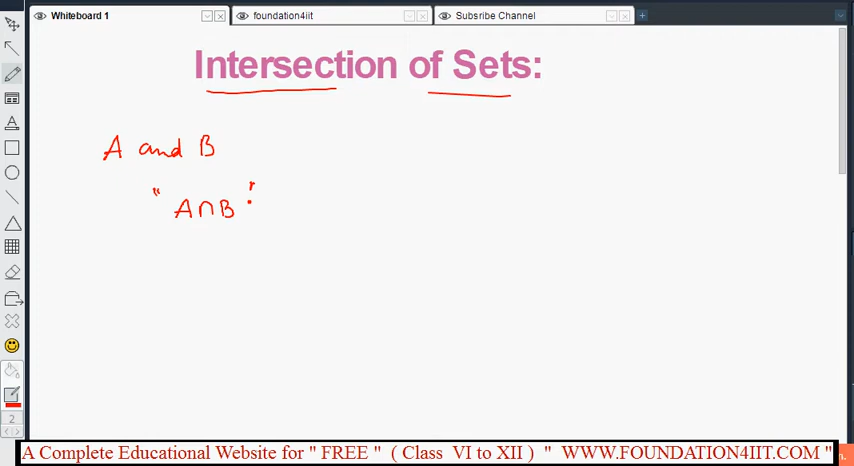 Whiteboard 1 foundation4iit Subsribe Channel
Intersection of Sets:
A and B
" A∩B "
2
A Complete Educational Website for " FREE " ( Class VI to XII ) " WWW.FOUNDATION4IIT.COM "